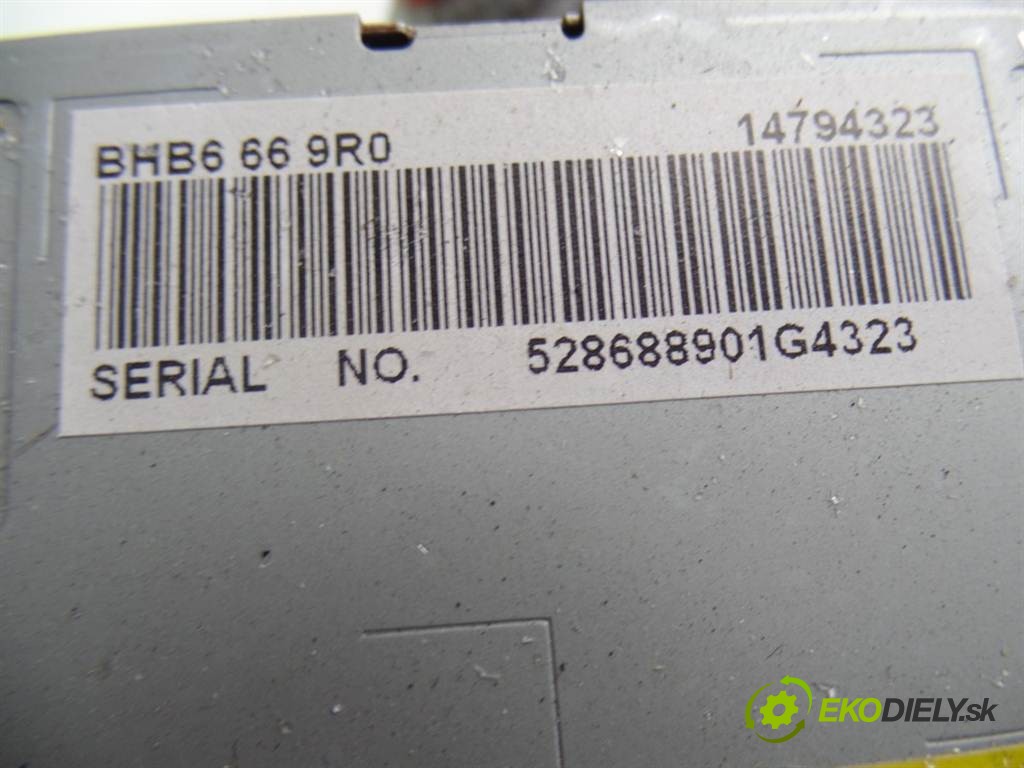 BHB6 66 9R0 14794323
SERIAL NO. 528688901G4323
EKODIELY.sk